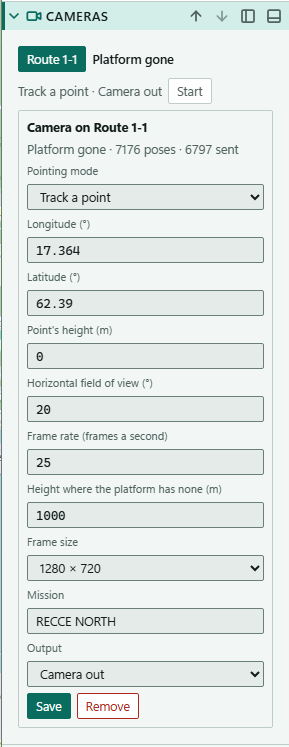 CAMERAS
Route 1-1 Platform gone
Track a point · Camera out Start
Camera on Route 1-1
Platform gone · 7176 poses · 6797 sent
Pointing mode
Track a point
Longitude (°)
17.364
Latitude (°)
62.39
Point's height (m)
0
Horizontal field of view (°)
20
Frame rate (frames a second)
25
Height where the platform has none (m)
1000
Frame size
1280 × 720
Mission
RECCE NORTH
Output
Camera out
Save Remove